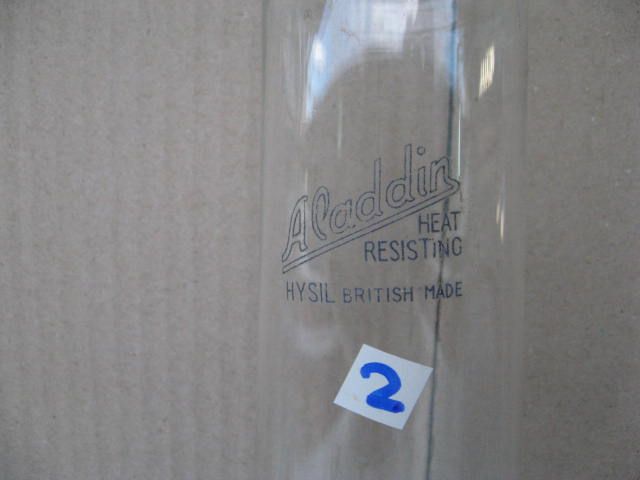 Aladdin
HEAT
RESISTING
HYSIL BRITISH MADE
2